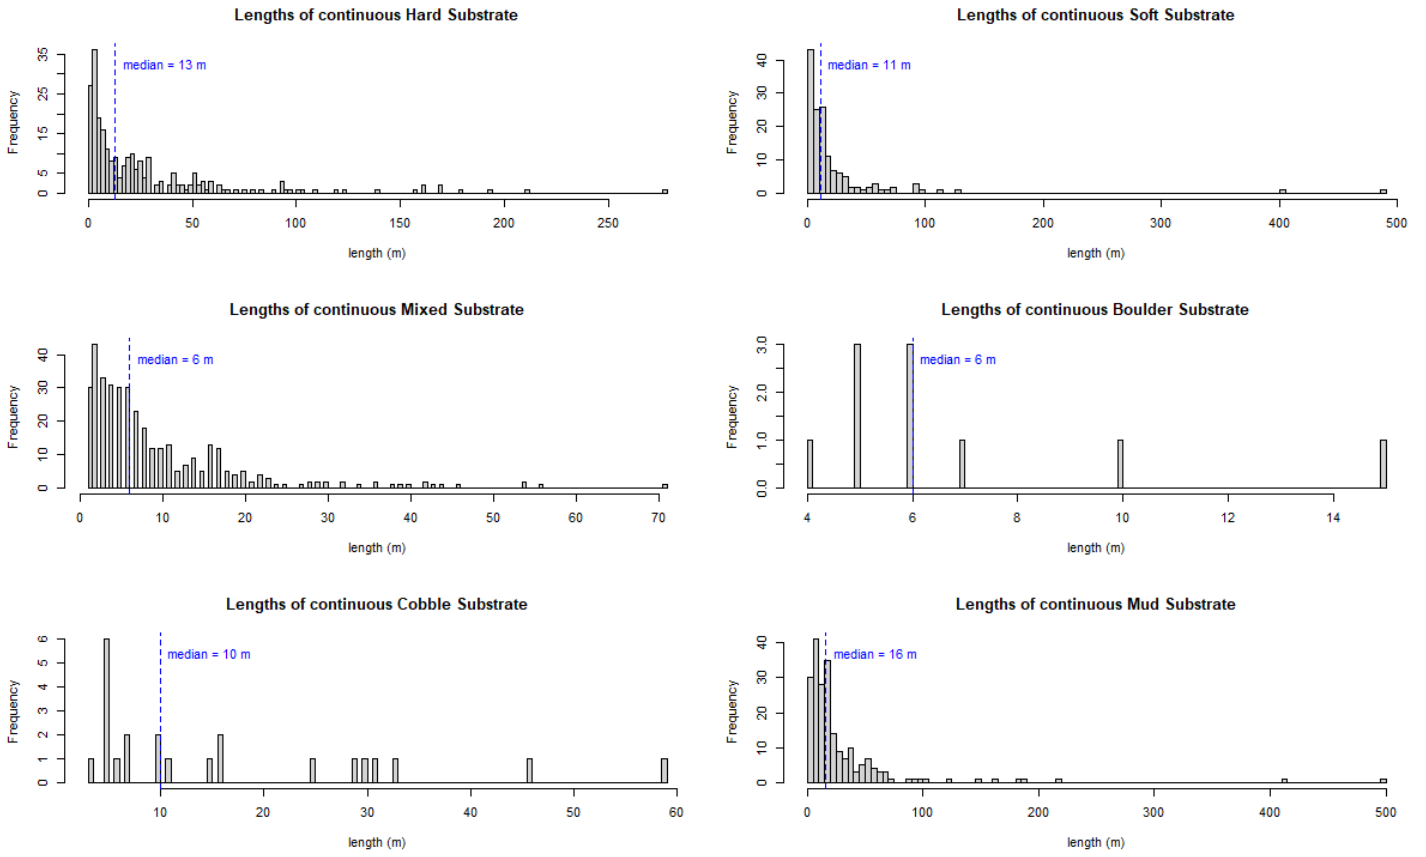 Lengths of continuous Hard Substrate
Frequency
35
25
15
5
0
median = 13 m
0 50 100 150 200 250
length (m)
Lengths of continuous Soft Substrate
Frequency
40
30
20
10
0
median = 11 m
0 100 200 300 400 500
length (m)
Lengths of continuous Mixed Substrate
Frequency
40
30
20
10
0
median = 6 m
0 10 20 30 40 50 60 70
length (m)
Lengths of continuous Boulder Substrate
Frequency
3.0
2.0
1.0
0.0
median = 6 m
4 6 8 10 12 14
length (m)
Lengths of continuous Cobble Substrate
Frequency
6
5
4
3
2
1
0
median = 10 m
10 20 30 40 50 60
length (m)
Lengths of continuous Mud Substrate
Frequency
40
30
20
10
0
median = 16 m
0 100 200 300 400 500
length (m)